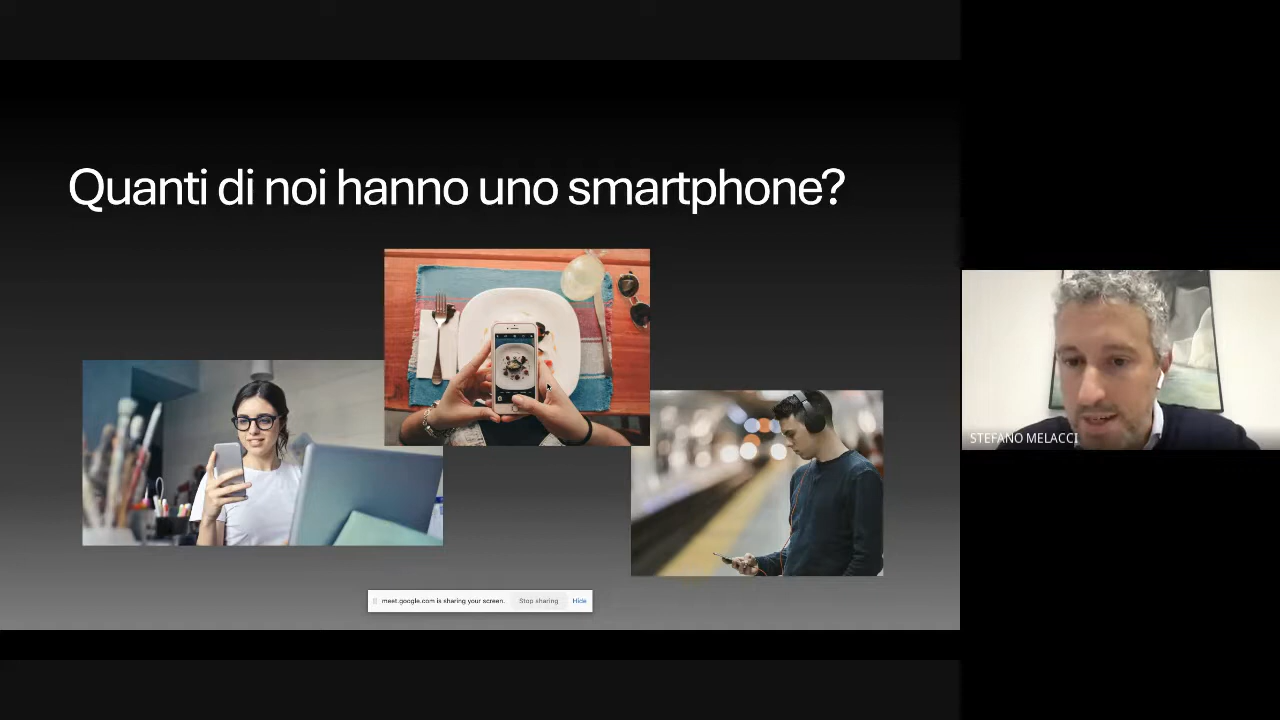 Quanti di noi hanno uno smartphone?
STEFANO MELACCI
meet.google.com is sharing your screen. Stop sharing Hide